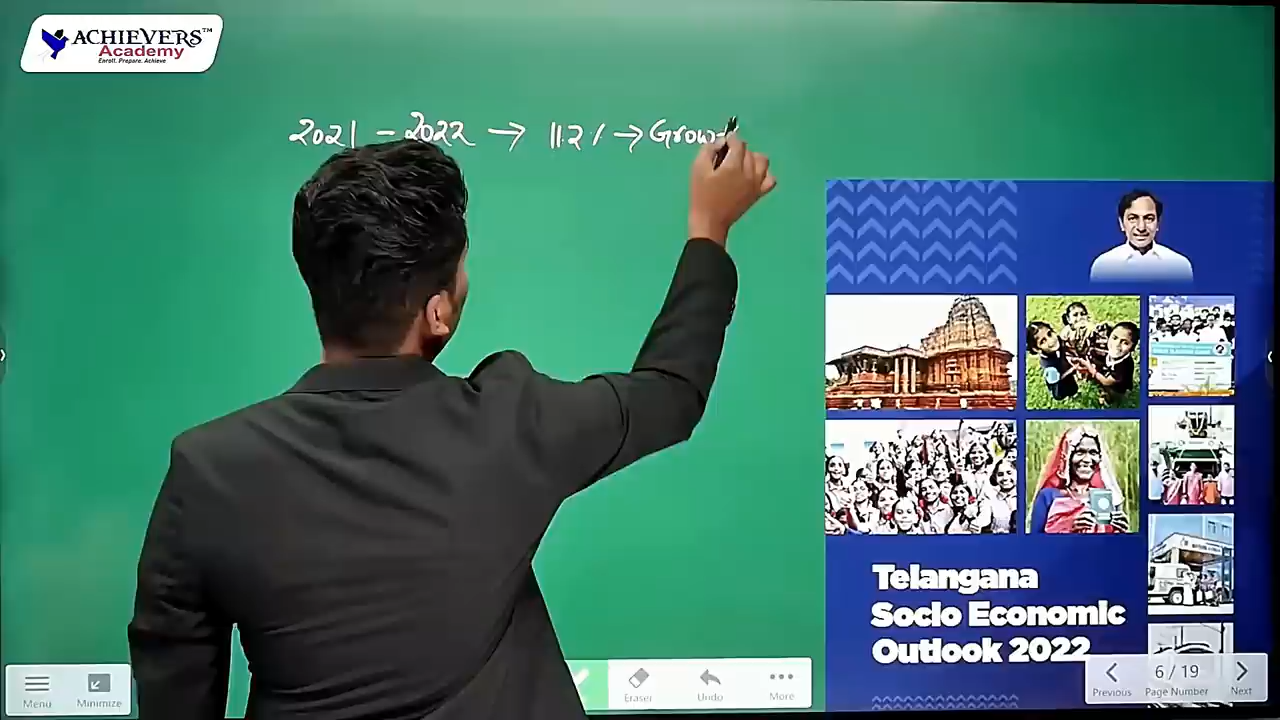 ACHIEVERS™
Academy
Enroll. Prepare. Achieve
2021 - 2022 → 11.2% → Grow
Telangana
Socio Economic
Outlook 2022
Menu
Minimize
Eraser
Undo
More
Previous
6 / 19
Page Number
Next